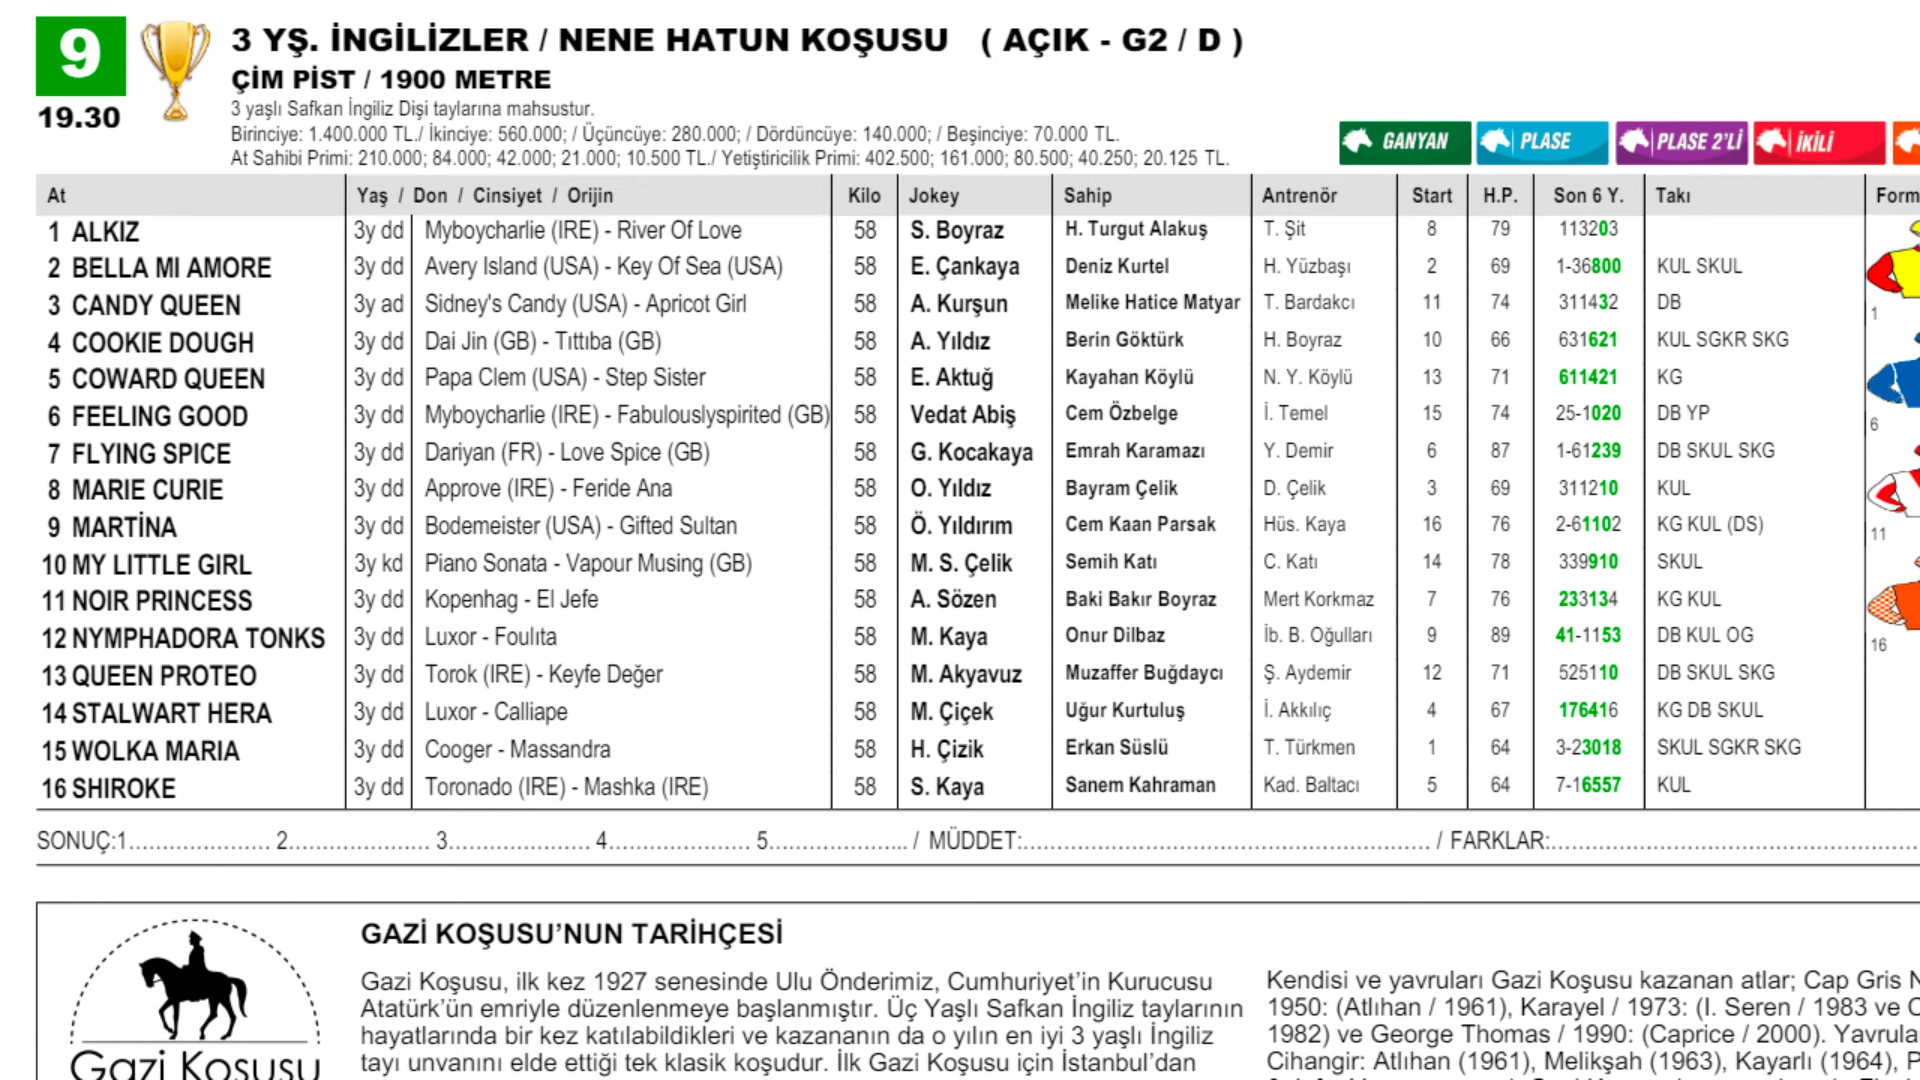 9
19.30
3 YŞ. İNGİLİZLER / NENE HATUN KOŞUSU ( AÇIK - G2 / D )
ÇİM PİST / 1900 METRE
3 yaşlı Safkan İngiliz Dişi taylarına mahsustur.
Birinciye: 1.400.000 TL./ İkinciye: 560.000; / Üçüncüye: 280.000; / Dördüncüye: 140.000; / Beşinciye: 70.000 TL.
At Sahibi Primi: 210.000; 84.000; 42.000; 21.000; 10.500 TL./ Yetiştiricilik Primi: 402.500; 161.000; 80.500; 40.250; 20.125 TL.
GANYAN PLASE PLASE 2'Lİ İKİLİ
At Yaş / Don / Cinsiyet / Orijin Kilo Jokey Sahip Antrenör Start H.P. Son 6 Y. Takı Form
1 ALKIZ 3y dd Myboycharlie (IRE) - River Of Love 58 S. Boyraz H. Turgut Alakuş T. Şit 8 79 113203
2 BELLA MI AMORE 3y dd Avery Island (USA) - Key Of Sea (USA) 58 E. Çankaya Deniz Kurtel H. Yüzbaşı 2 69 1-36800 KUL SKUL
3 CANDY QUEEN 3y ad Sidney's Candy (USA) - Apricot Girl 58 A. Kurşun Melike Hatice Matyar T. Bardakcı 11 74 311432 DB 1
4 COOKIE DOUGH 3y dd Dai Jin (GB) - Tıttıba (GB) 58 A. Yıldız Berin Göktürk H. Boyraz 10 66 631621 KUL SGKR SKG
5 COWARD QUEEN 3y dd Papa Clem (USA) - Step Sister 58 E. Aktuğ Kayahan Köylü N. Y. Köylü 13 71 611421 KG
6 FEELING GOOD 3y dd Myboycharlie (IRE) - Fabulouslyspirited (GB) 58 Vedat Abiş Cem Özbelge İ. Temel 15 74 25-1020 DB YP 6
7 FLYING SPICE 3y dd Dariyan (FR) - Love Spice (GB) 58 G. Kocakaya Emrah Karamazı Y. Demir 6 87 1-61239 DB SKUL SKG
8 MARIE CURIE 3y dd Approve (IRE) - Feride Ana 58 O. Yıldız Bayram Çelik D. Çelik 3 69 311210 KUL
9 MARTİNA 3y dd Bodemeister (USA) - Gifted Sultan 58 Ö. Yıldırım Cem Kaan Parsak Hüs. Kaya 16 76 2-61102 KG KUL (DS) 11
10 MY LITTLE GIRL 3y kd Piano Sonata - Vapour Musing (GB) 58 M. S. Çelik Semih Katı C. Katı 14 78 339910 SKUL
11 NOIR PRINCESS 3y dd Kopenhag - El Jefe 58 A. Sözen Baki Bakır Boyraz Mert Korkmaz 7 76 233134 KG KUL
12 NYMPHADORA TONKS 3y dd Luxor - Foulıta 58 M. Kaya Onur Dilbaz İb. B. Oğulları 9 89 41-1153 DB KUL OG 16
13 QUEEN PROTEO 3y dd Torok (IRE) - Keyfe Değer 58 M. Akyavuz Muzaffer Buğdaycı Ş. Aydemir 12 71 525110 DB SKUL SKG
14 STALWART HERA 3y dd Luxor - Calliape 58 M. Çiçek Uğur Kurtuluş İ. Akkılıç 4 67 176416 KG DB SKUL
15 WOLKA MARIA 3y dd Cooger - Massandra 58 H. Çizik Erkan Süslü T. Türkmen 1 64 3-23018 SKUL SGKR SKG
16 SHIROKE 3y dd Toronado (IRE) - Mashka (IRE) 58 S. Kaya Sanem Kahraman Kad. Baltacı 5 64 7-16557 KUL
SONUÇ:1..................... 2..................... 3..................... 4..................... 5..................... / MÜDDET:............................................................. / FARKLAR:.......................................................
Gazi Koşusu
GAZİ KOŞUSU'NUN TARİHÇESİ
Gazi Koşusu, ilk kez 1927 senesinde Ulu Önderimiz, Cumhuriyet'in Kurucusu
Atatürk'ün emriyle düzenlenmeye başlanmıştır. Üç Yaşlı Safkan İngiliz taylarının
hayatlarında bir kez katılabildikleri ve kazananın da o yılın en iyi 3 yaşlı İngiliz
tayı unvanını elde ettiği tek klasik koşudur. İlk Gazi Koşusu için İstanbul'dan
Kendisi ve yavruları Gazi Koşusu kazanan atlar; Cap Gris N
1950: (Atlıhan / 1961), Karayel / 1973: (I. Seren / 1983 ve
1982) ve George Thomas / 1990: (Caprice / 2000). Yavrula
Cihangir: Atlıhan (1961), Melikşah (1963), Kayarlı (1964), P